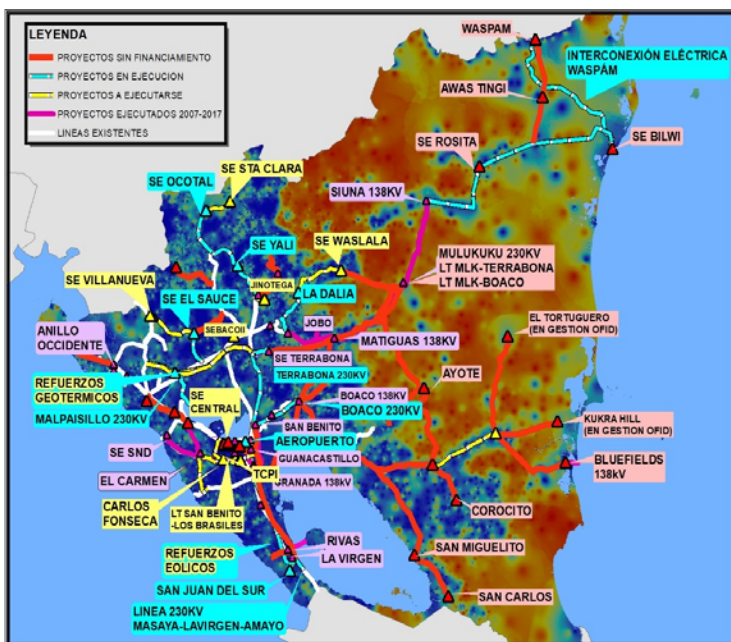 LEYENDA
PROYECTOS SIN FINANCIAMIENTO
PROYECTOS EN EJECUCION
PROYECTOS A EJECUTARSE
PROYECTOS EJECUTADOS 2007-2017
LINEAS EXISTENTES
WASPAM
INTERCONEXIÓN ELÉCTRICA
WASPÁM
AWAS TINGI
SE ROSITA
SE BILWI
SE STA CLARA
SE OCOTAL
SIUNA 138KV
SE YALI
SE WASLALA
MULUKUKU 230KV
LT MLK-TERRABONA
LT MLK-BOACO
SE VILLANUEVA
JINOTEGA
LA DALIA
SE EL SAUCE
EL TORTUGUERO
(EN GESTION OFID)
SEBACOII
JOBO
MATIGUAS 138KV
ANILLO
OCCIDENTE
SE TERRABONA
TERRABONA 230KV
REFUERZOS
GEOTERMICOS
AYOTE
MALPAISILLO 230KV
SE
CENTRAL
BOACO 138KV
BOACO 230KV
KUKRA HILL
(EN GESTION OFID)
SAN BENITO
AEROPUERTO
SE SND
GUANACASTILLO
BLUEFIELDS
138kV
EL CARMEN
TCPI
GRANADA 138kV
CARLOS
FONSECA
LT SAN BENITO
-LOS BRASILES
COROCITO
RIVAS
LA VIRGEN
REFUERZOS
EOLICOS
SAN MIGUELITO
SAN JUAN DEL SUR
LINEA 230KV
MASAYA-LAVIRGEN-AMAYO
SAN CARLOS